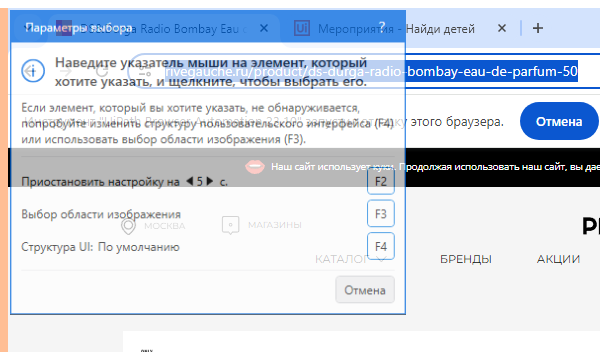 Параметры выбора
?
Radio Bombay Eau
Мероприятия - Найди детей
Наведите указатель мыши на элемент, который
хотите указать, и щелкните, чтобы выбрать его.
rivegauche.ru/product/ds-durga-radio-bombay-eau-de-parfum-50
Если элемент, который вы хотите указать, не обнаруживается,
попробуйте изменить структуру пользовательского интерфейса (F4)
или использовать выбор области изображения (F3).
этого браузера.
Отмена
Наш сайт использует куки. Продолжая использовать наш сайт, вы дае
Приостановить настройку на 5 с.
F2
Выбор области изображения
F3
МОСКВА
МАГАЗИНЫ
Структура UI: По умолчанию
F4
КАТАЛОГ
БРЕНДЫ
АКЦИИ
Отмена